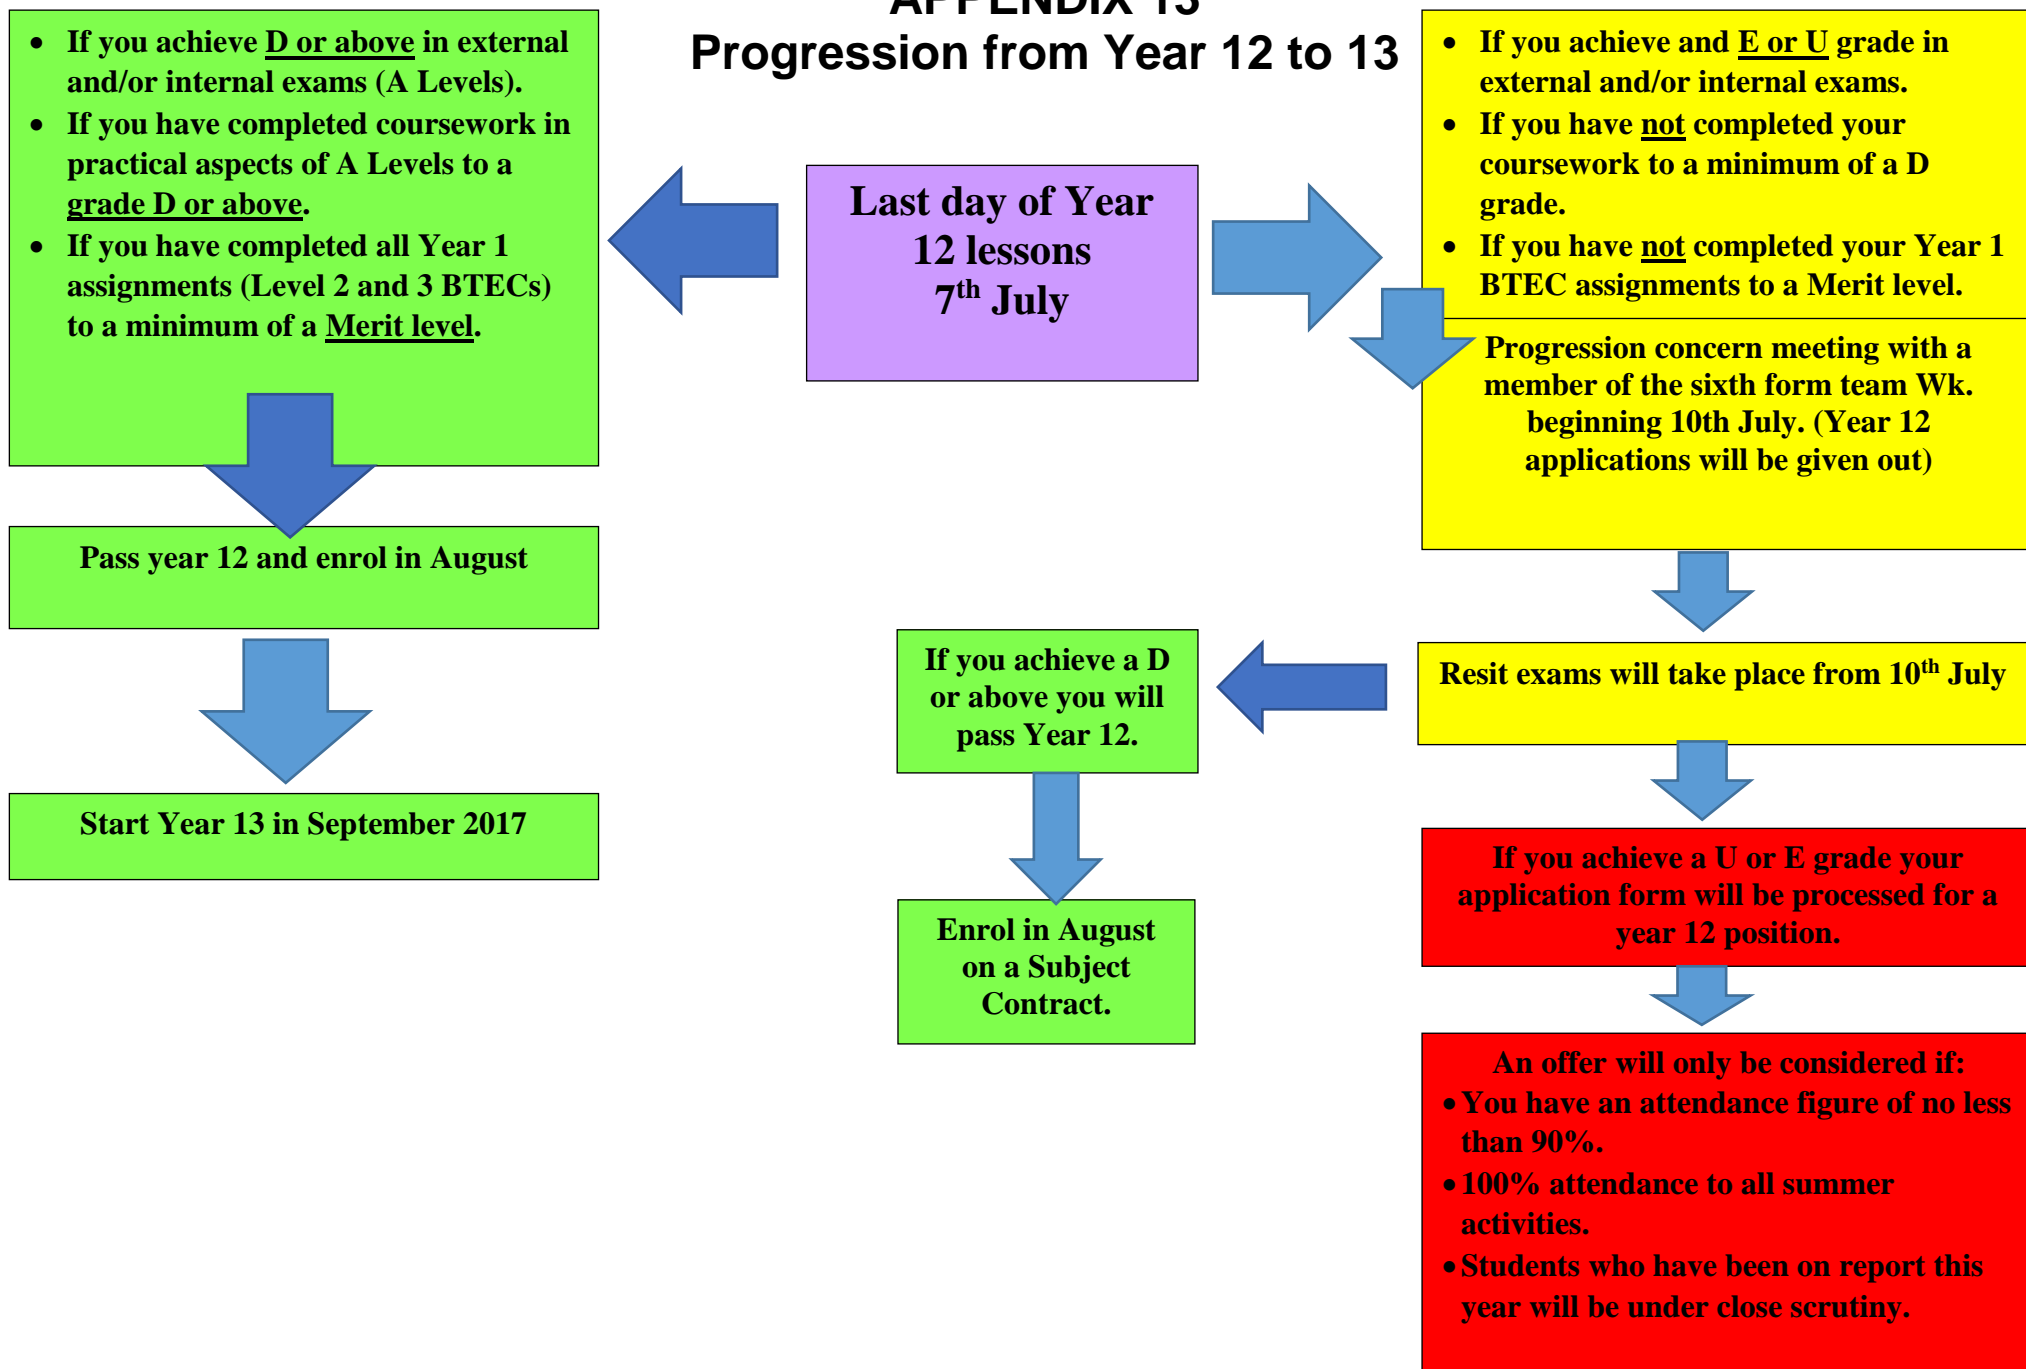 APPENDIX 13
Progression from Year 12 to 13
• If you achieve D or above in external
and/or internal exams (A Levels).
• If you have completed coursework in
practical aspects of A Levels to a
grade D or above.
• If you have completed all Year 1
assignments (Level 2 and 3 BTECs)
to a minimum of a Merit level.
Last day of Year
12 lessons
7th July
• If you achieve and E or U grade in
external and/or internal exams.
• If you have not completed your
coursework to a minimum of a D
grade.
• If you have not completed your Year 1
BTEC assignments to a Merit level.
Progression concern meeting with a
member of the sixth form team Wk.
beginning 10th July. (Year 12
applications will be given out)
Pass year 12 and enrol in August
Start Year 13 in September 2017
If you achieve a D
or above you will
pass Year 12.
Enrol in August
on a Subject
Contract.
Resit exams will take place from 10th July
If you achieve a U or E grade your
application form will be processed for a
year 12 position.
An offer will only be considered if:
• You have an attendance figure of no less
than 90%.
• 100% attendance to all summer
activities.
• Students who have been on report this
year will be under close scrutiny.